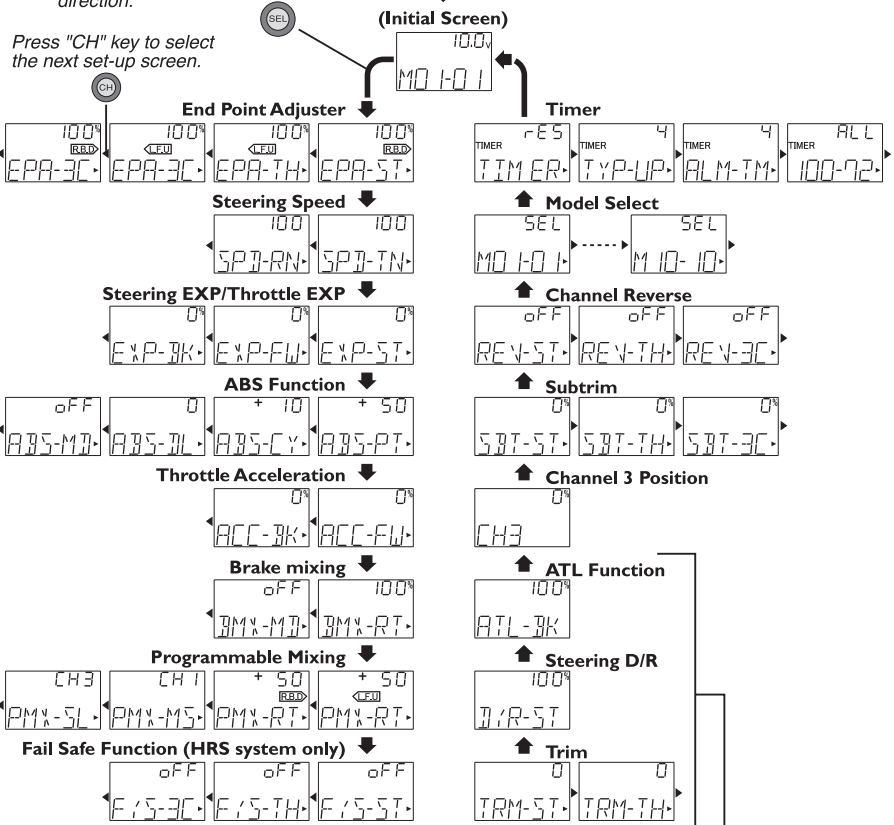 direction.
SEL
(Initial Screen)
Press "CH" key to select
the next set-up screen.
10.0v
M01-01
CH
End Point Adjuster
100%
R.B.D
EPA-3C
100%
L.F.U
EPA-3C
100%
L.F.U
EPA-TH
100%
R.B.D
EPA-ST
Steering Speed
100
SPD-RN
100
SPD-TN
Steering EXP/Throttle EXP
0%
EXP-BK
0%
EXP-FW
0%
EXP-ST
ABS Function
oFF
ABS-MD
0
ABS-DL
+ 10
ABS-CY
+ 50
ABS-PT
Throttle Acceleration
0%
ACC-BK
0%
ACC-FW
Brake mixing
oFF
BMX-MD
100%
BMX-RT
Programmable Mixing
CH3
PMX-SL
CH1
PMX-MS
+ 50
R.B.D
PMX-RT
+ 50
L.F.U
PMX-RT
Fail Safe Function (HRS system only)
oFF
F/S-3C
oFF
F/S-TH
oFF
F/S-ST
Timer
rES
TIMER
TIMER
4
TIMER
TYP-UP
4
TIMER
ALM-TM
ALL
TIMER
100-72
Model Select
SEL
M01-01
SEL
M10-10
Channel Reverse
oFF
REV-ST
oFF
REV-TH
oFF
REV-3C
Subtrim
0%
SBT-ST
0%
SBT-TH
0%
SBT-3C
Channel 3 Position
0%
CH3
ATL Function
100%
ATL-BK
Steering D/R
100%
D/R-ST
Trim
0
TRM-ST
0
TRM-TH